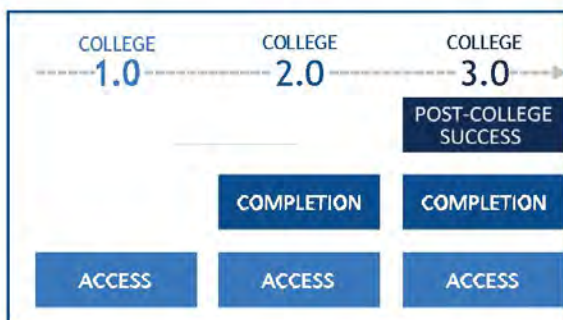 COLLEGE COLLEGE COLLEGE
1.0 2.0 3.0
POST-COLLEGE
SUCCESS
COMPLETION COMPLETION
ACCESS ACCESS ACCESS